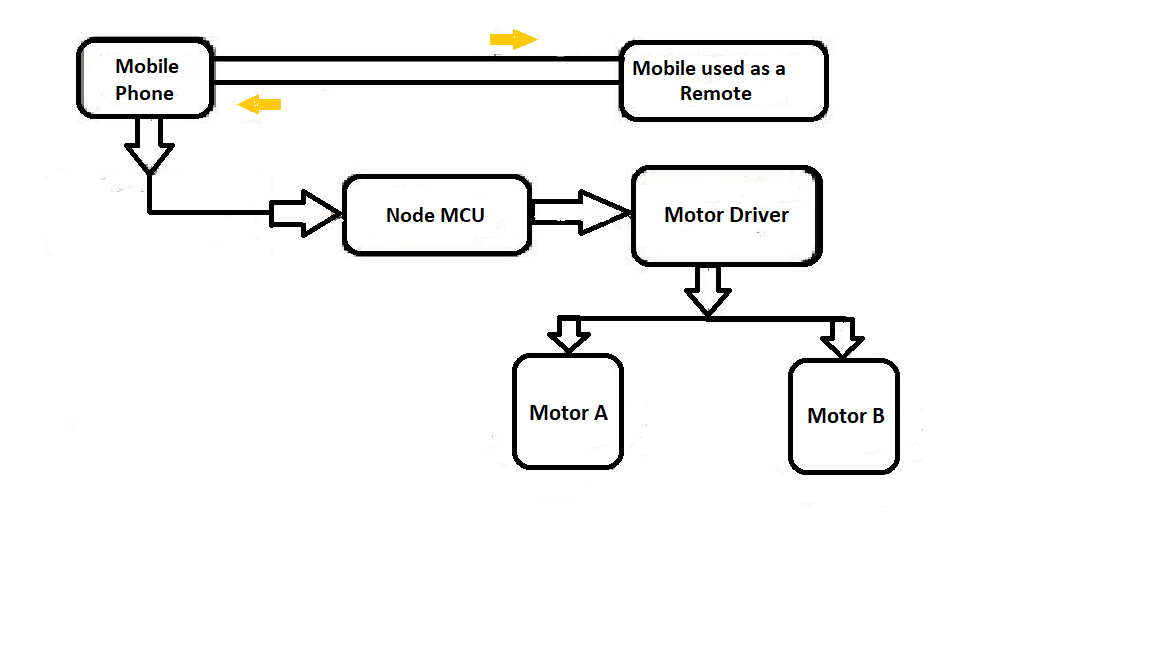 Mobile
Phone
Mobile used as a
Remote
Node MCU
Motor Driver
Motor A
Motor B